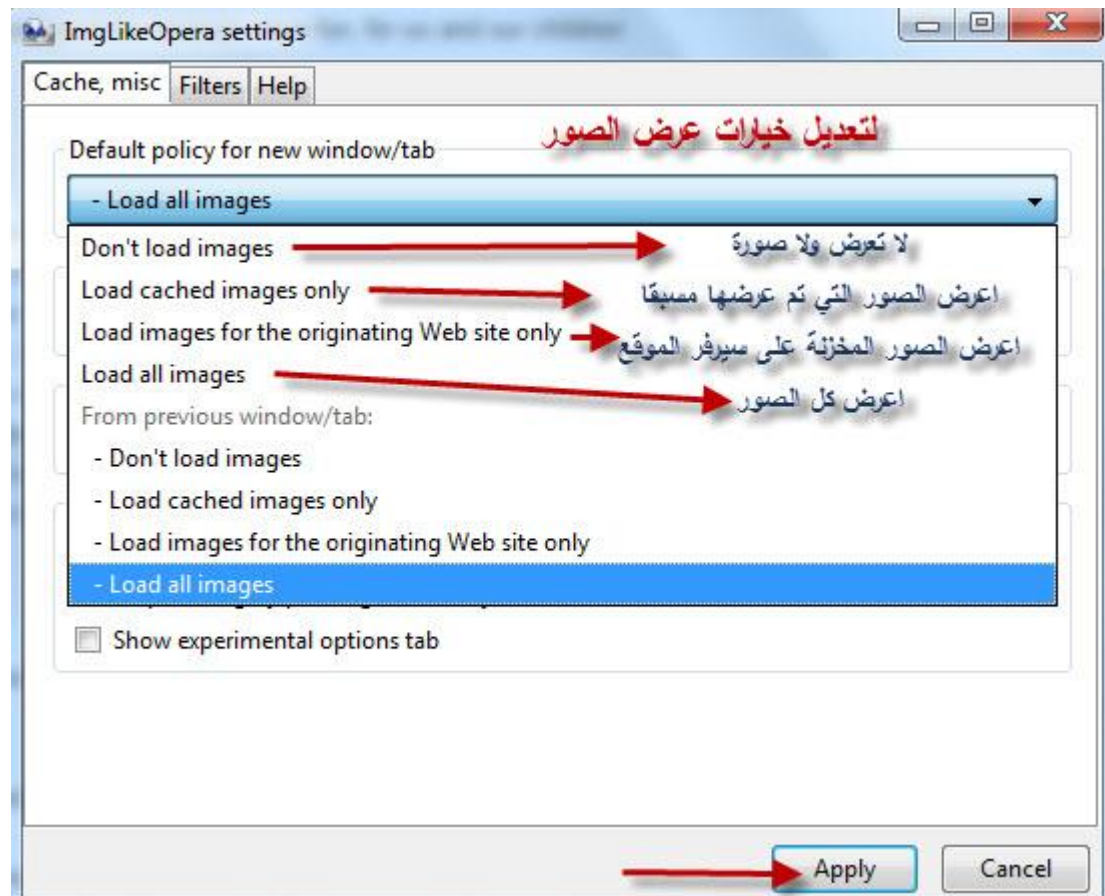 ImgLikeOpera settings
Cache, misc Filters Help
لتعديل خيارات عرض الصور
Default policy for new window/tab
- Load all images
Don't load images لا تعرض ولا صورة
Load cached images only اعرض الصور التي تم عرضها مسبقا
Load images for the originating Web site only اعرض الصور المخزنة على سيرفر الموقع
Load all images اعرض كل الصور
From previous window/tab:
- Don't load images
- Load cached images only
- Load images for the originating Web site only
- Load all images
Show experimental options tab
Apply Cancel